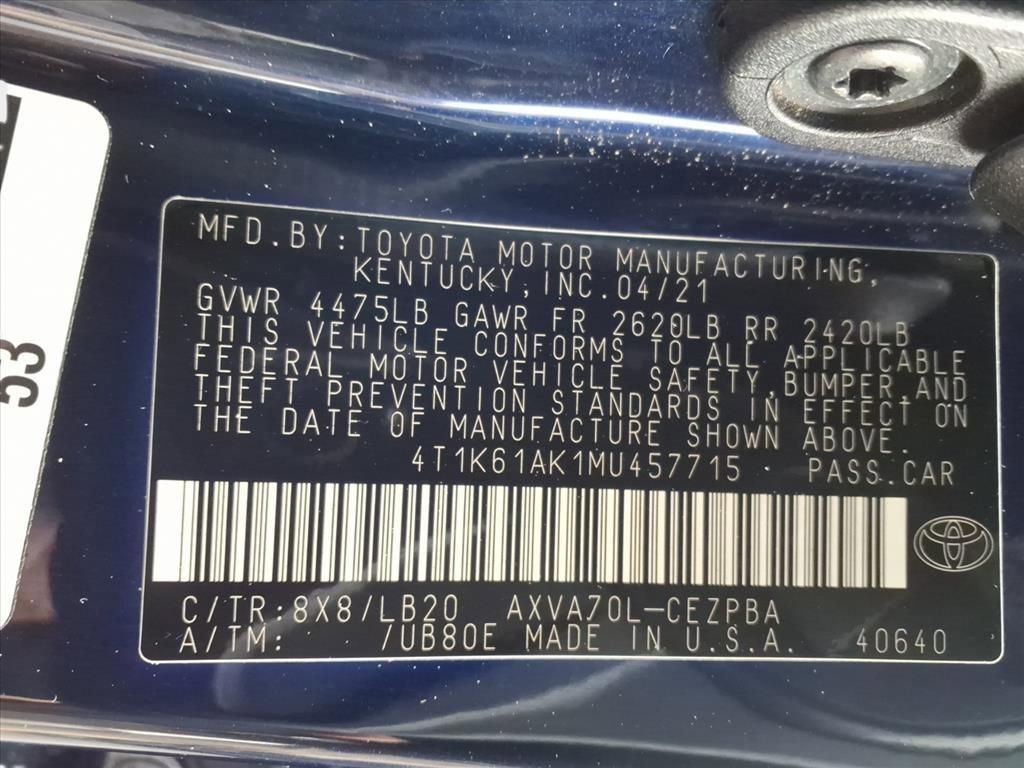 MFD.BY:TOYOTA MOTOR MANUFACTURING,
KENTUCKY,INC.04/21
GVWR 4475LB GAWR FR 2620LB RR 2420LB
THIS VEHICLE CONFORMS TO ALL APPLICABLE
FEDERAL MOTOR VEHICLE SAFETY,BUMPER,AND
THEFT PREVENTION STANDARDS IN EFFECT ON
THE DATE OF MANUFACTURE SHOWN ABOVE.
4T1K61AK1MU457715 PASS.CAR
C/TR:8X8/LB20 AXVA70L-CEZPBA
A/TM: /UB80E MADE IN U.S.A. 40640
53